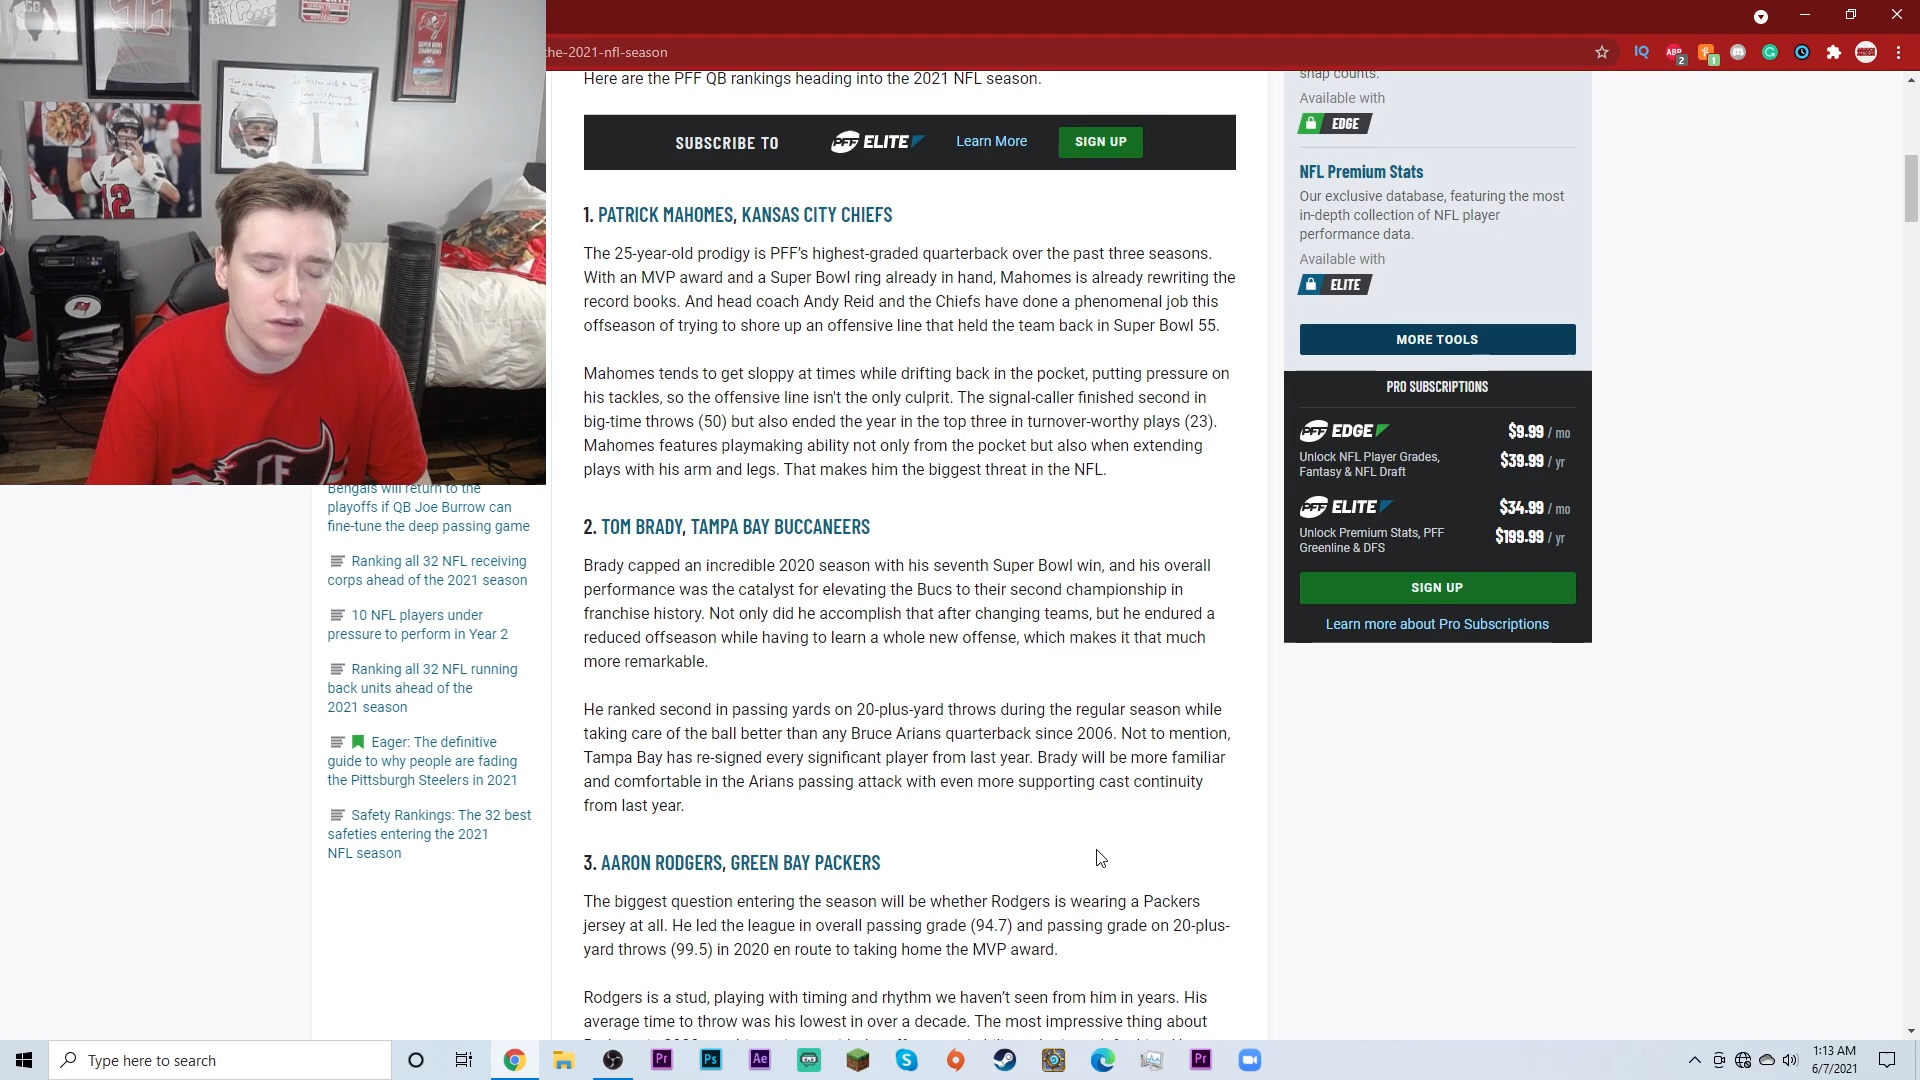 he-2021-nfl-season
ABP
2
1
12
SUPER BOWL
CHAMPIONS
CF
Here are the PFF QB rankings heading into the 2021 NFL season.
SUBSCRIBE TO PFF ELITE Learn More SIGN UP
1. PATRICK MAHOMES, KANSAS CITY CHIEFS
The 25-year-old prodigy is PFF’s highest-graded quarterback over the past three seasons.
With an MVP award and a Super Bowl ring already in hand, Mahomes is already rewriting the
record books. And head coach Andy Reid and the Chiefs have done a phenomenal job this
offseason of trying to shore up an offensive line that held the team back in Super Bowl 55.
Mahomes tends to get sloppy at times while drifting back in the pocket, putting pressure on
his tackles, so the offensive line isn't the only culprit. The signal-caller finished second in
big-time throws (50) but also ended the year in the top three in turnover-worthy plays (23).
Mahomes features playmaking ability not only from the pocket but also when extending
plays with his arm and legs. That makes him the biggest threat in the NFL.
2. TOM BRADY, TAMPA BAY BUCCANEERS
Brady capped an incredible 2020 season with his seventh Super Bowl win, and his overall
performance was the catalyst for elevating the Bucs to their second championship in
franchise history. Not only did he accomplish that after changing teams, but he endured a
reduced offseason while having to learn a whole new offense, which makes it that much
more remarkable.
He ranked second in passing yards on 20-plus-yard throws during the regular season while
taking care of the ball better than any Bruce Arians quarterback since 2006. Not to mention,
Tampa Bay has re-signed every significant player from last year. Brady will be more familiar
and comfortable in the Arians passing attack with even more supporting cast continuity
from last year.
3. AARON RODGERS, GREEN BAY PACKERS
The biggest question entering the season will be whether Rodgers is wearing a Packers
jersey at all. He led the league in overall passing grade (94.7) and passing grade on 20-plus-
yard throws (99.5) in 2020 en route to taking home the MVP award.
Rodgers is a stud, playing with timing and rhythm we haven’t seen from him in years. His
average time to throw was his lowest in over a decade. The most impressive thing about
Bengals will return to the
playoffs if QB Joe Burrow can
fine-tune the deep passing game
Ranking all 32 NFL receiving
corps ahead of the 2021 season
10 NFL players under
pressure to perform in Year 2
Ranking all 32 NFL running
back units ahead of the
2021 season
Eager: The definitive
guide to why people are fading
the Pittsburgh Steelers in 2021
Safety Rankings: The 32 best
safeties entering the 2021
NFL season
snap counts.
Available with
EDGE
NFL Premium Stats
Our exclusive database, featuring the most
in-depth collection of NFL player
performance data.
Available with
ELITE
MORE TOOLS
PRO SUBSCRIPTIONS
PFF EDGE $9.99 / mo
Unlock NFL Player Grades, $39.99 / yr
Fantasy & NFL Draft
PFF ELITE $34.99 / mo
Unlock Premium Stats, PFF $199.99 / yr
Greenline & DFS
SIGN UP
Learn more about Pro Subscriptions
Type here to search
Pr
Ps
Ae
Pr
1:13 AM
6/7/2021